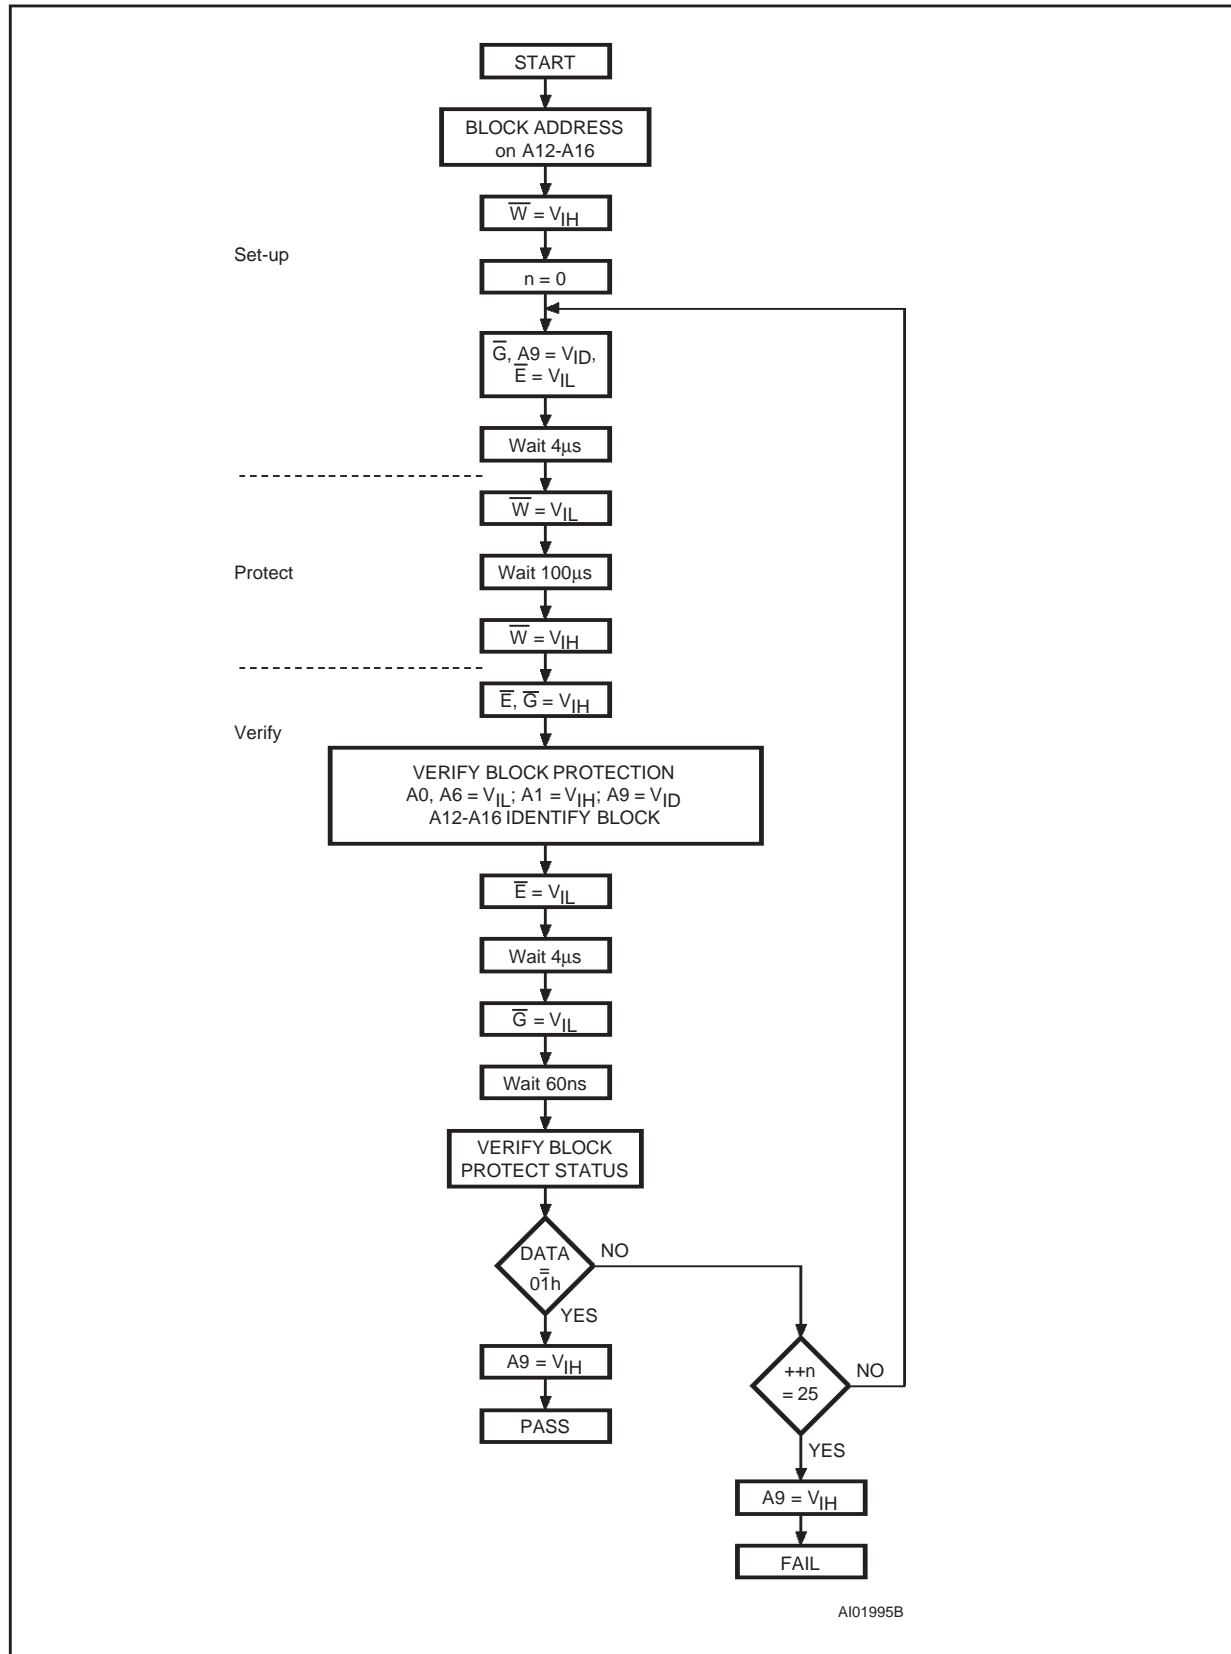 START
BLOCK ADDRESS
on A12-A16
W̅ = VIH
Set-up
n = 0
G̅, A9 = VID,
E̅ = VIL
Wait 4µs
W̅ = VIL
Protect
Wait 100µs
W̅ = VIH
E̅, G̅ = VIH
Verify
VERIFY BLOCK PROTECTION
A0, A6 = VIL; A1 = VIH; A9 = VID
A12-A16 IDENTIFY BLOCK
E̅ = VIL
Wait 4µs
G̅ = VIL
Wait 60ns
VERIFY BLOCK
PROTECT STATUS
DATA
=
01h
NO
YES
A9 = VIH
PASS
++n
= 25
NO
YES
A9 = VIH
FAIL
AI01995B